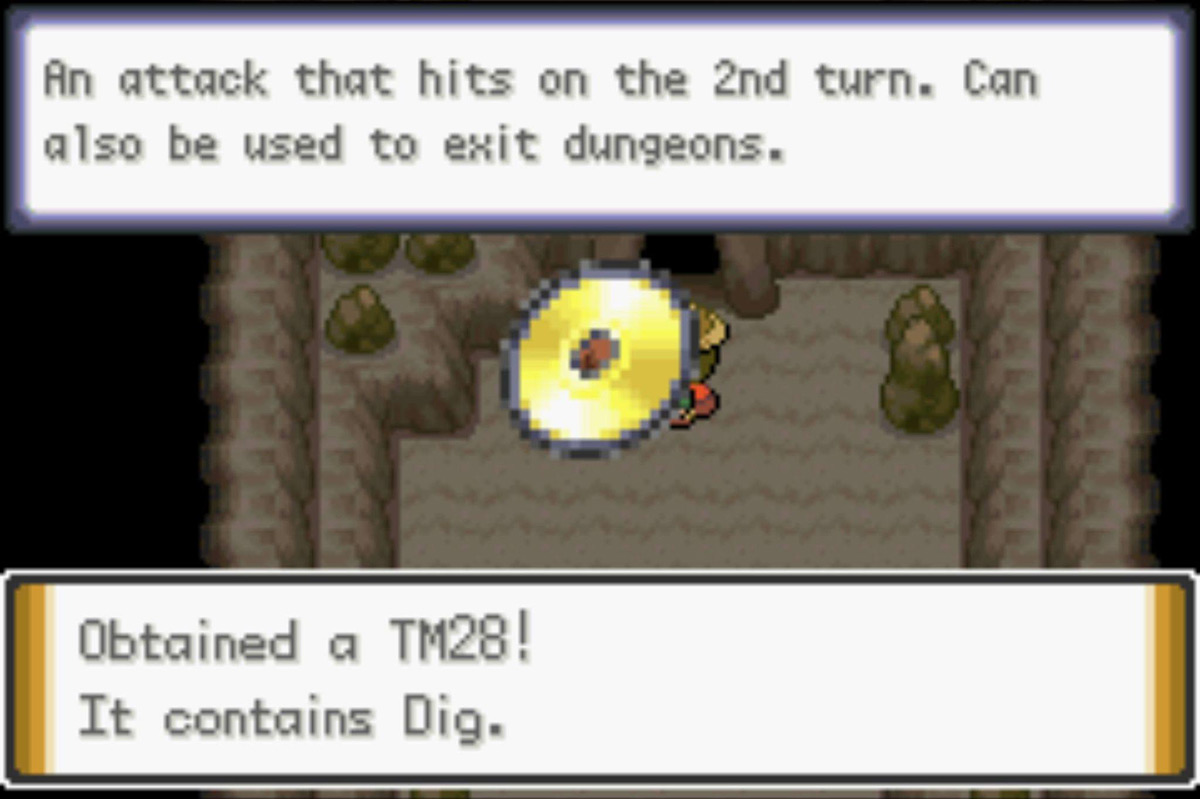 An attack that hits on the 2nd turn. Can
also be used to exit dungeons.
Obtained a TM28!
It contains Dig.